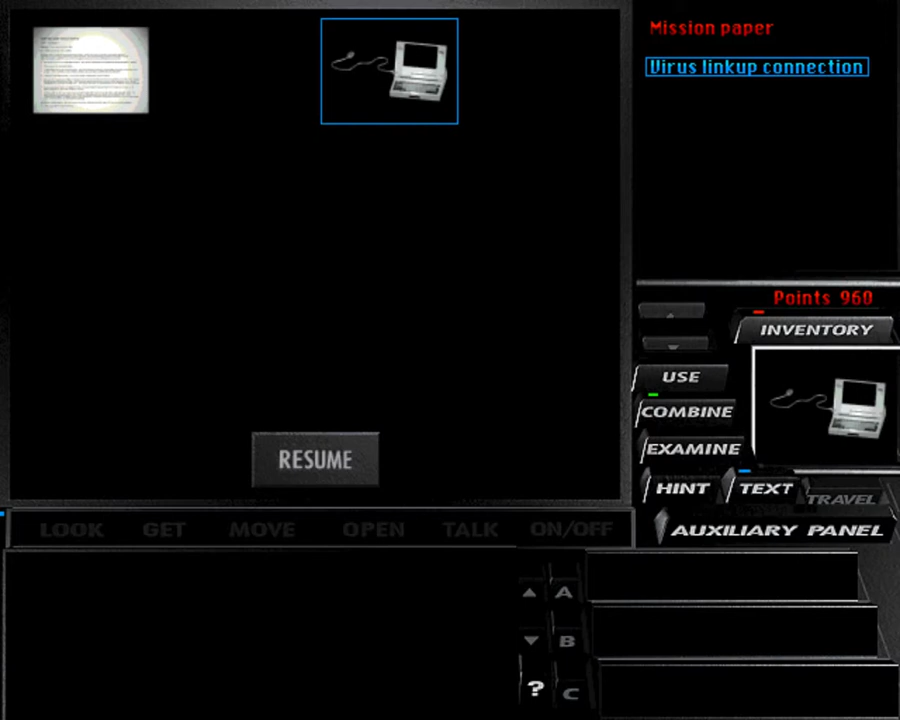 Mission paper
Virus linkup connection
Points 960
INVENTORY
USE
COMBINE
EXAMINE
HINT TEXT TRAVEL
RESUME
LOOK GET MOVE OPEN TALK ON/OFF
AUXILIARY PANEL
A
B
? C